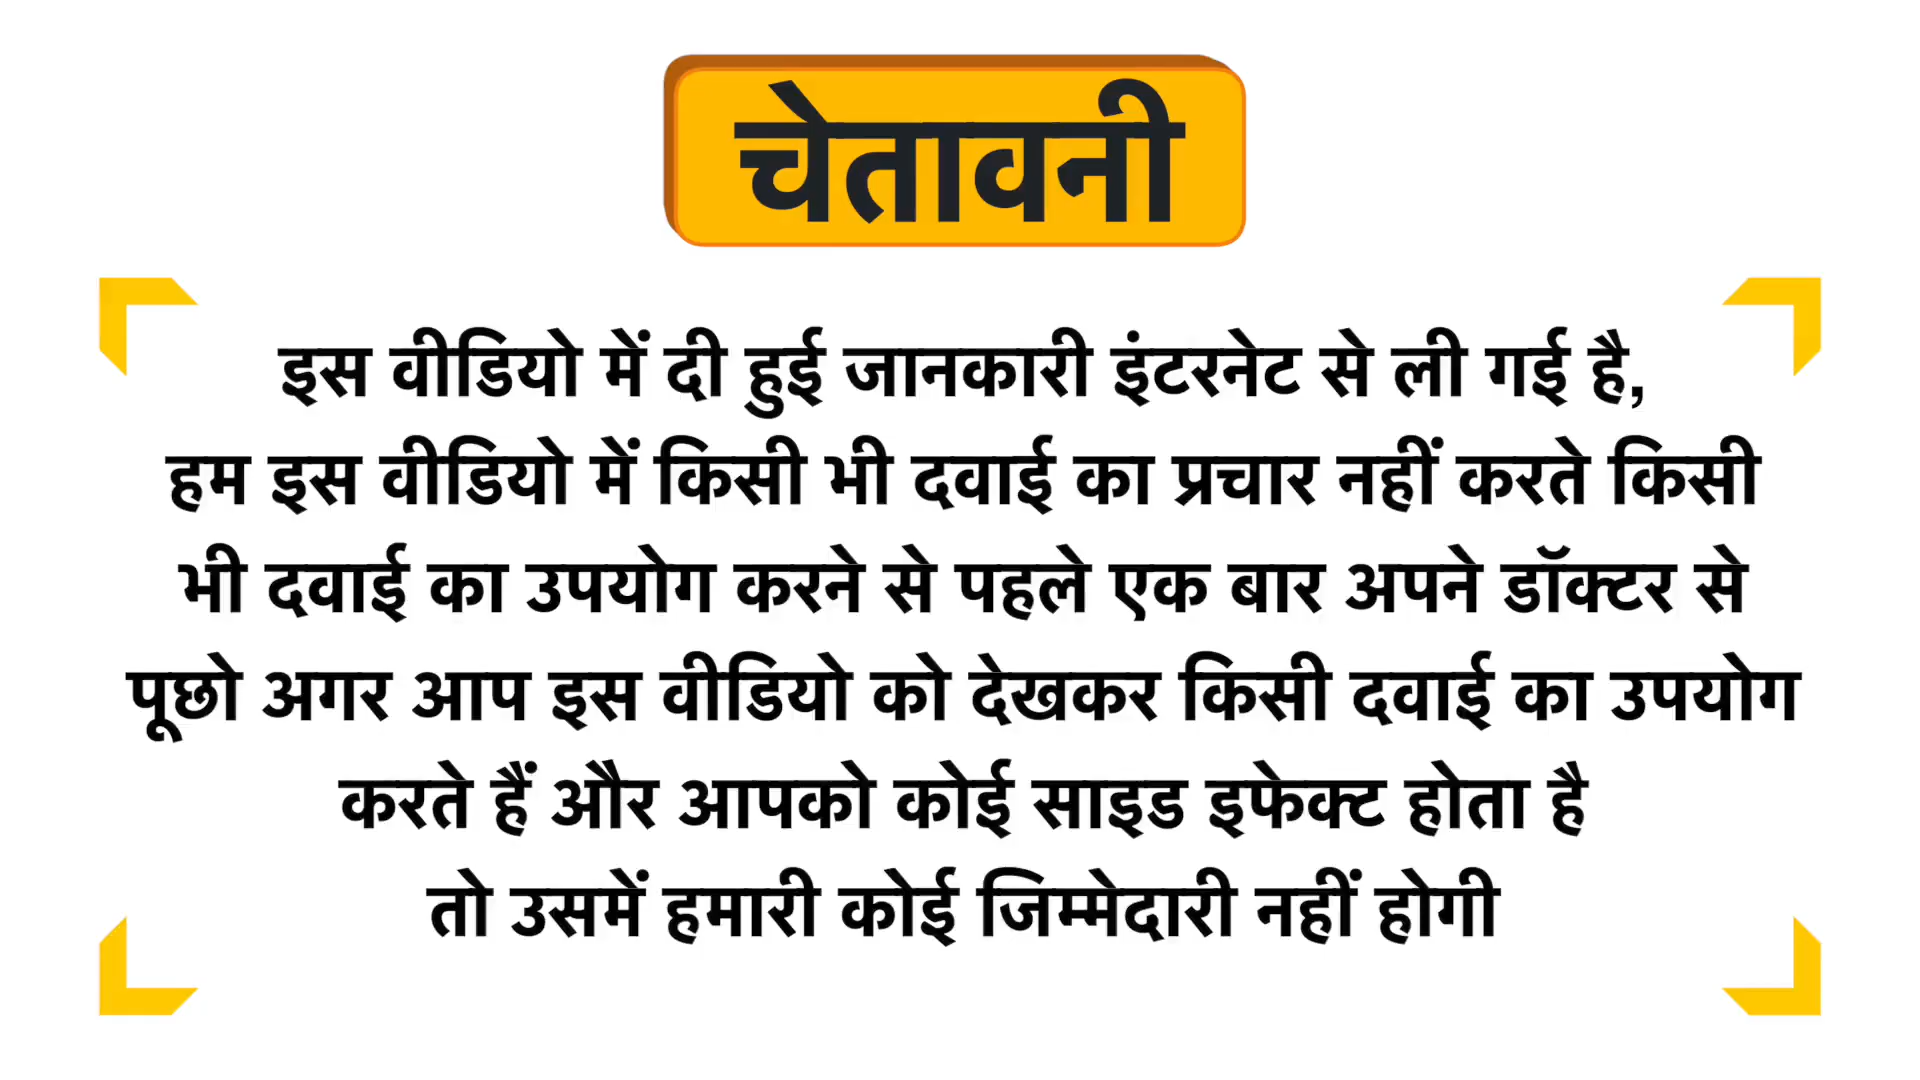 चेतावनी
इस वीडियो में दी हुई जानकारी इंटरनेट से ली गई है,
हम इस वीडियो में किसी भी दवाई का प्रचार नहीं करते किसी
भी दवाई का उपयोग करने से पहले एक बार अपने डॉक्टर से
पूछो अगर आप इस वीडियो को देखकर किसी दवाई का उपयोग
करते हैं और आपको कोई साइड इफेक्ट होता है
तो उसमें हमारी कोई जिम्मेदारी नहीं होगी